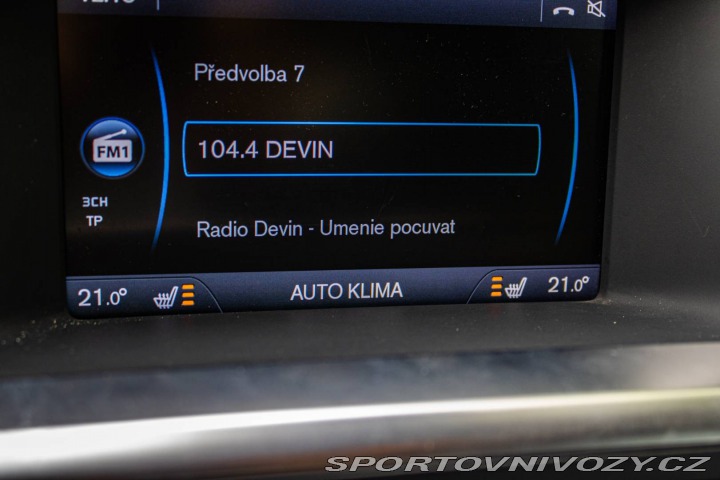 Předvolba 7
104.4 DEVIN
FM1
3CH
TP
Radio Devin - Umenie pocuvat
21.0°
AUTO KLIMA
21.0°
SPORTOVNIVOZY.CZ